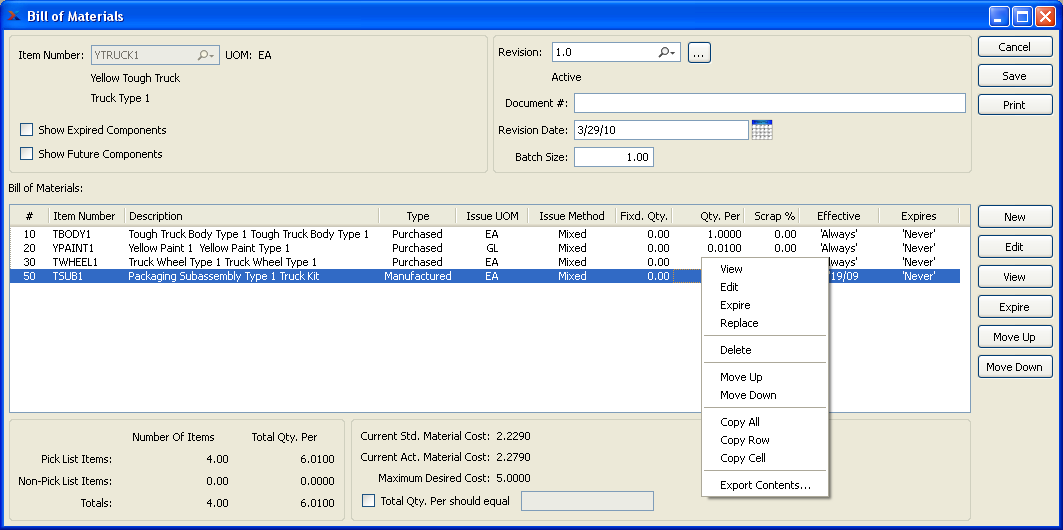 Bill of Materials
Item Number: YTRUCK1 UOM: EA
Yellow Tough Truck
Truck Type 1
Show Expired Components
Show Future Components
Revision: 1.0 ...
Active
Document #:
Revision Date: 3/29/10
Batch Size: 1.00
Cancel
Save
Print
Bill of Materials:
# Item Number Description Type Issue UOM Issue Method Fixd. Qty. Qty. Per Scrap % Effective Expires
10 TBODY1 Tough Truck Body Type 1 Tough Truck Body Type 1 Purchased EA Mixed 0.00 1.0000 0.00 'Always' 'Never'
20 YPAINT1 Yellow Paint 1 Yellow Paint 1 Purchased GL Mixed 0.00 0.0100 0.00 'Always' 'Never'
30 TWHEEL1 Truck Wheel Type 1 Truck Wheel Type 1 Purchased EA Mixed 0.00 lways' 'Never'
50 TSUB1 Packaging Subassembly Type 1 Truck Kit Manufactured EA Mixed 0.00 /19/09 'Never'
View
Edit
Expire
Replace
Delete
Move Up
Move Down
Copy All
Copy Row
Copy Cell
Export Contents...
New
Edit
View
Expire
Move Up
Move Down
Number Of Items Total Qty. Per
Pick List Items: 4.00 6.0100
Non-Pick List Items: 0.00 0.0000
Totals: 4.00 6.0100
Current Std. Material Cost: 2.2290
Current Act. Material Cost: 2.2790
Maximum Desired Cost: 5.0000
Total Qty. Per should equal